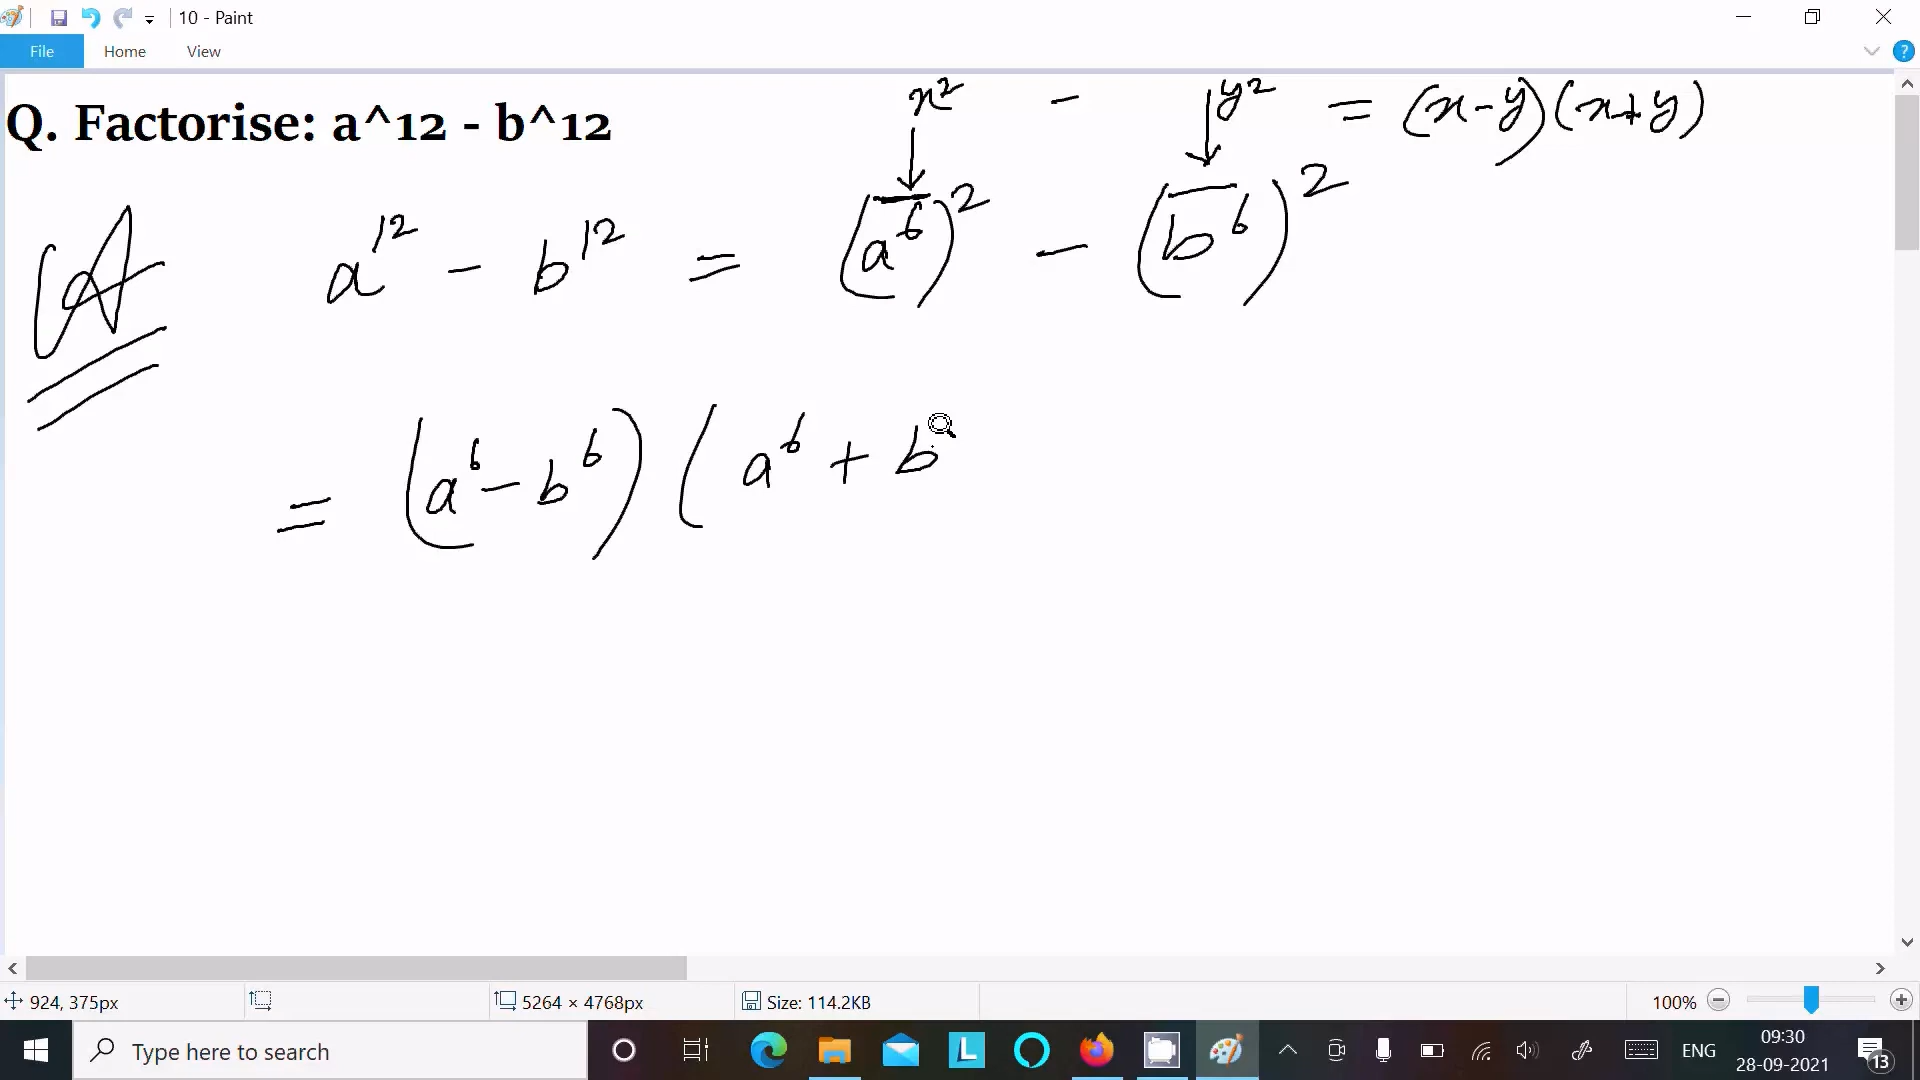 10 - Paint
File Home View
x² - y² = (x-y)(x+y)
Q. Factorise: a^12 - b^12
A a¹² - b¹² = (a⁶)² - (b⁶)²
= (a⁶ - b⁶) ( a⁶ + b
924, 375px 5264 × 4768px Size: 114.2KB 100%
Type here to search L ENG 09:30
28-09-2021 13